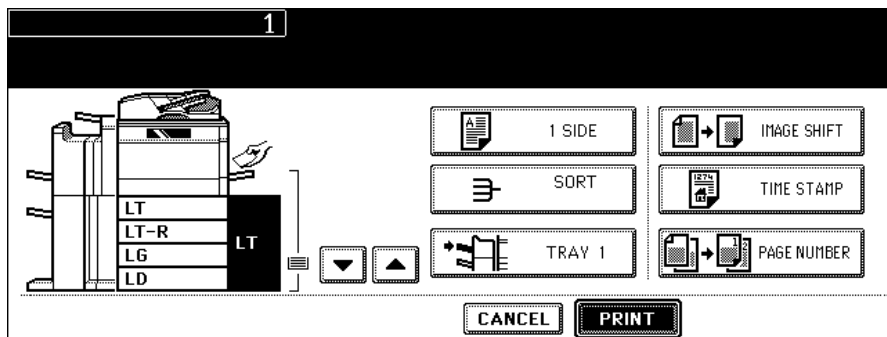 1
1 SIDE
IMAGE SHIFT
SORT
TIME STAMP
LT
LT-R
LG
LT
LD
TRAY 1
PAGE NUMBER
CANCEL
PRINT